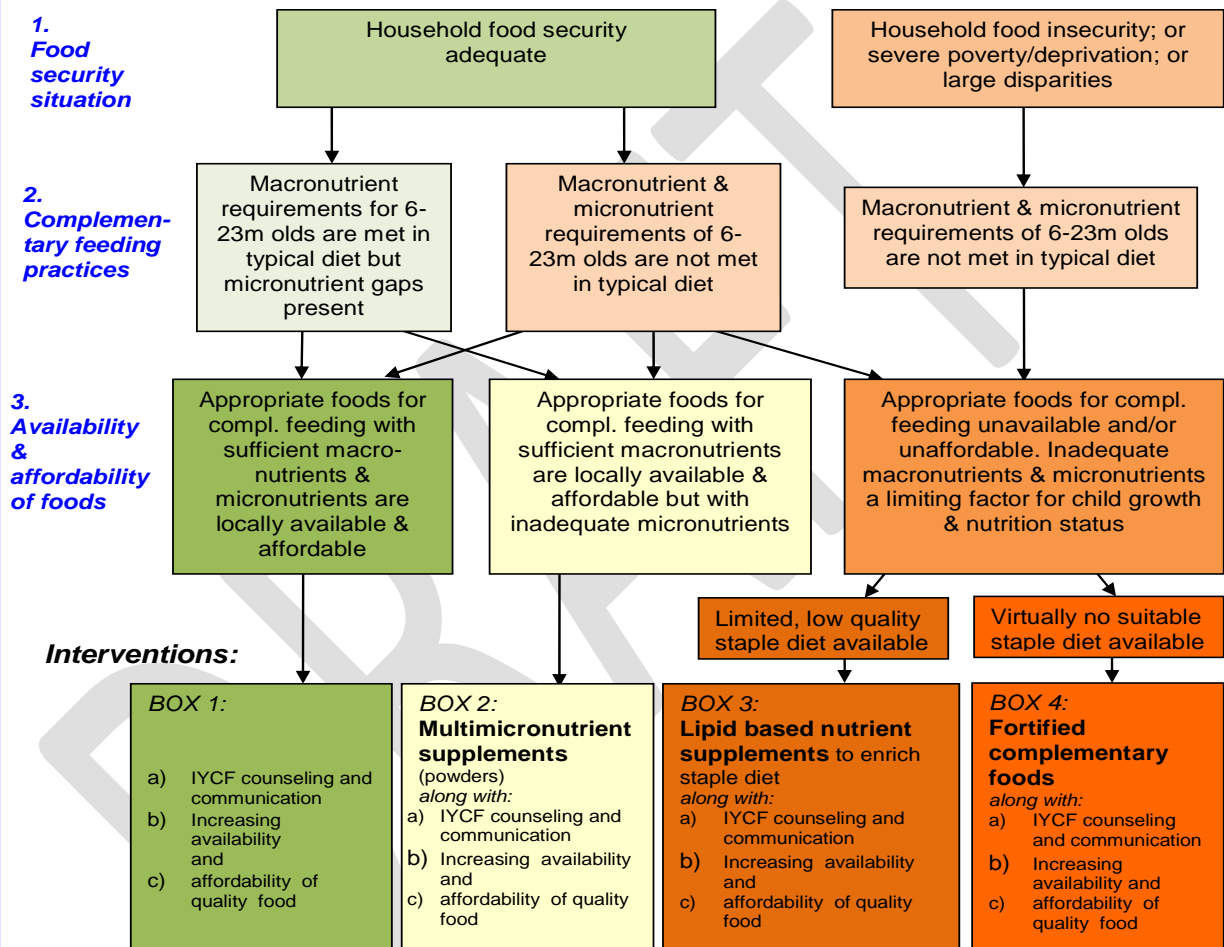 1.
Food
security
situation
Household food security
adequate
Household food insecurity; or
severe poverty/deprivation; or
large disparities
2.
Complemen-
tary feeding
practices
Macronutrient
requirements for 6-
23m olds are met in
typical diet but
micronutrient gaps
present
Macronutrient &
micronutrient
requirements of 6-
23m olds are not met
in typical diet
Macronutrient & micronutrient
requirements of 6-23m olds
are not met in typical diet
3.
Availability
&
affordability
of foods
Appropriate foods for
compl. feeding with
sufficient macro-
nutrients &
micronutrients are
locally available &
affordable
Appropriate foods for
compl. feeding with
sufficient macronutrients
are locally available &
affordable but with
inadequate micronutrients
Appropriate foods for compl.
feeding unavailable and/or
unaffordable. Inadequate
macronutrients & micronutrients
a limiting factor for child growth
& nutrition status
Limited, low quality
staple diet available
Virtually no suitable
staple diet available
Interventions:
BOX 1:
a) IYCF counseling and
communication
b) Increasing
availability
and
c) affordability of
quality food
BOX 2:
Multimicronutrient
supplements
(powders)
along with:
a) IYCF counseling and
communication
b) Increasing availability
and
c) affordability of quality
food
BOX 3:
Lipid based nutrient
supplements to enrich
staple diet
along with:
a) IYCF counseling and
communication
b) Increasing availability
and
c) affordability of quality
food
BOX 4:
Fortified
complementary
foods
along with:
a) IYCF counseling
and communication
b) Increasing
availability and
c) affordability of
quality food
DRAFT